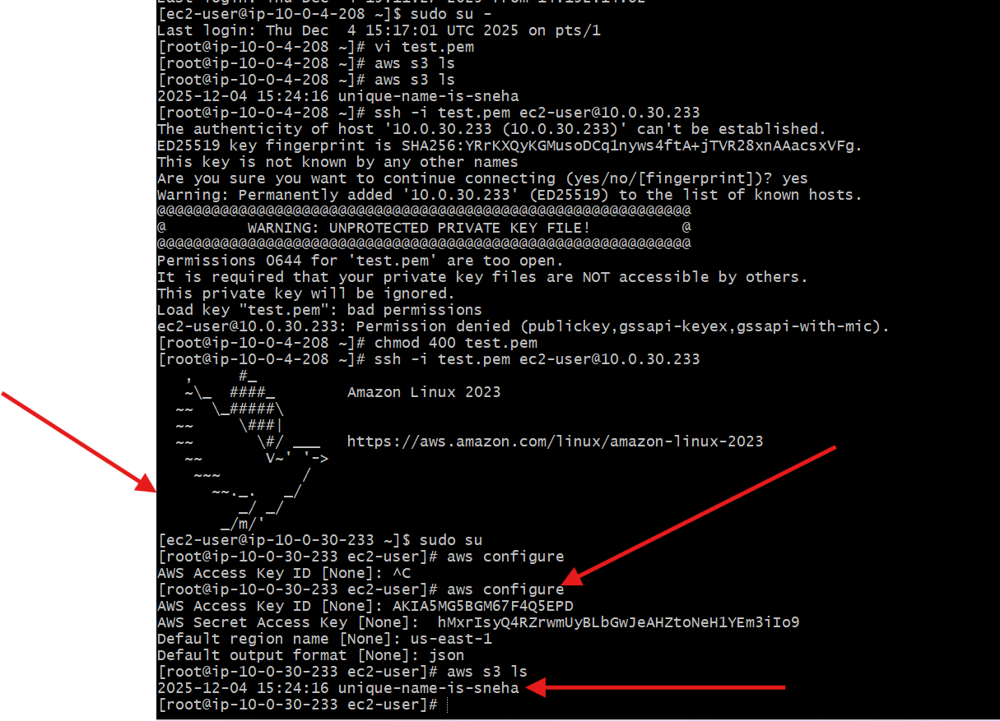 [ec2-user@ip-10-0-4-208 ~]$ sudo su -
Last login: Thu Dec  4 15:17:01 UTC 2025 on pts/1
[root@ip-10-0-4-208 ~]# vi test.pem
[root@ip-10-0-4-208 ~]# aws s3 ls
[root@ip-10-0-4-208 ~]# aws s3 ls
2025-12-04 15:24:16 unique-name-is-sneha
[root@ip-10-0-4-208 ~]# ssh -i test.pem ec2-user@10.0.30.233
The authenticity of host '10.0.30.233 (10.0.30.233)' can't be established.
ED25519 key fingerprint is SHA256:YRrKXQyKGMusoDCq1nyws4ftA+jTVR28xnAAacsxVFg.
This key is not known by any other names
Are you sure you want to continue connecting (yes/no/[fingerprint])? yes
Warning: Permanently added '10.0.30.233' (ED25519) to the list of known hosts.
@@@@@@@@@@@@@@@@@@@@@@@@@@@@@@@@@@@@@@@@@@@@@@@@@@@@@@@@@@@
@         WARNING: UNPROTECTED PRIVATE KEY FILE!          @
@@@@@@@@@@@@@@@@@@@@@@@@@@@@@@@@@@@@@@@@@@@@@@@@@@@@@@@@@@@
Permissions 0644 for 'test.pem' are too open.
It is required that your private key files are NOT accessible by others.
This private key will be ignored.
Load key "test.pem": bad permissions
ec2-user@10.0.30.233: Permission denied (publickey,gssapi-keyex,gssapi-with-mic).
[root@ip-10-0-4-208 ~]# chmod 400 test.pem
[root@ip-10-0-4-208 ~]# ssh -i test.pem ec2-user@10.0.30.233
   ,     #_
   ~\_  ####_        Amazon Linux 2023
  ~~  \_#####\
  ~~     \###|
  ~~       \#/ ___   https://aws.amazon.com/linux/amazon-linux-2023
   ~~       V~' '->
    ~~~         /
      ~~._.   _/
         _/ _/
       _/m/'
[ec2-user@ip-10-0-30-233 ~]$ sudo su
[root@ip-10-0-30-233 ec2-user]# aws configure
AWS Access Key ID [None]: ^C
[root@ip-10-0-30-233 ec2-user]# aws configure
AWS Access Key ID [None]: AKIA5MG5BGM67F4Q5EPD
AWS Secret Access Key [None]:  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
Default region name [None]: us-east-1
Default output format [None]: json
[root@ip-10-0-30-233 ec2-user]# aws s3 ls
2025-12-04 15:24:16 unique-name-is-sneha
[root@ip-10-0-30-233 ec2-user]#